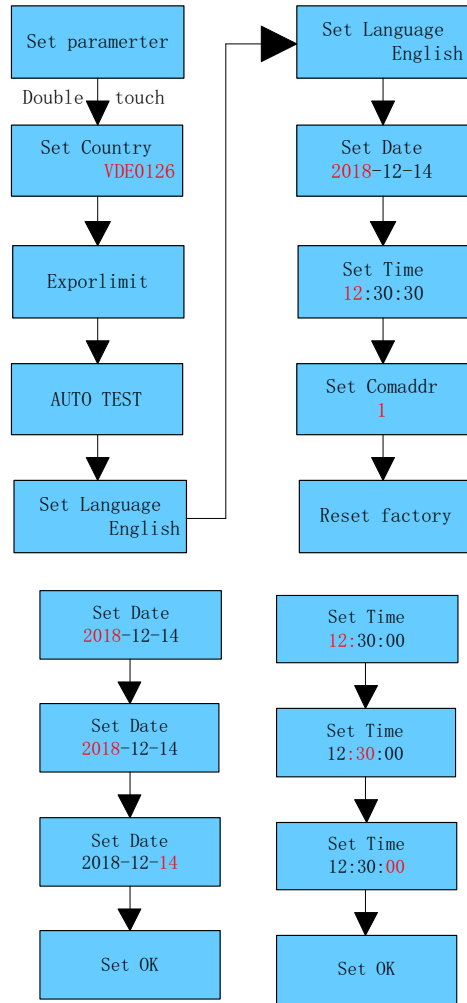 Set paramerter
Double touch
Set Country
VDE0126
Exporlimit
AUTO TEST
Set Language
English
Set Language
English
Set Date
2018-12-14
Set Time
12:30:30
Set Comaddr
1
Reset factory
Set Date
2018-12-14
Set Date
2018-12-14
Set Date
2018-12-14
Set OK
Set Time
12:30:00
Set Time
12:30:00
Set Time
12:30:00
Set OK